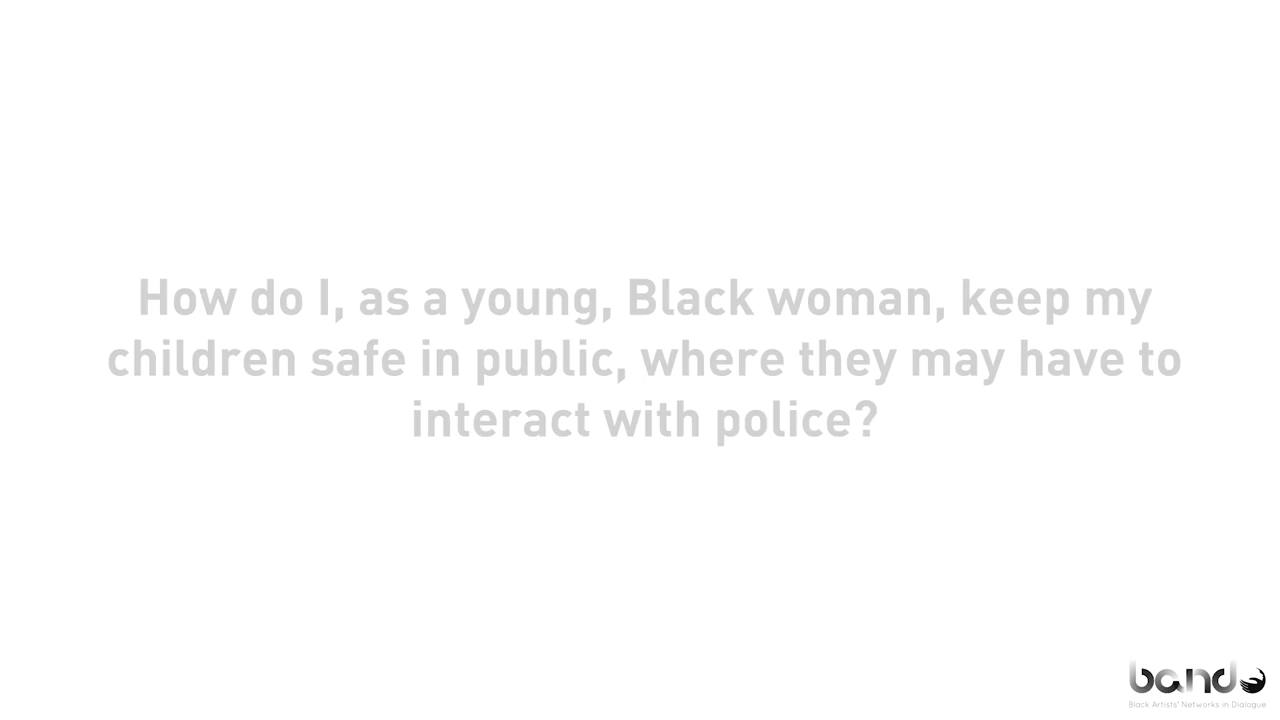 How do I, as a young, Black woman, keep my
children safe in public, where they may have to
interact with police?
band
Black Artists' Networks in Dialogue